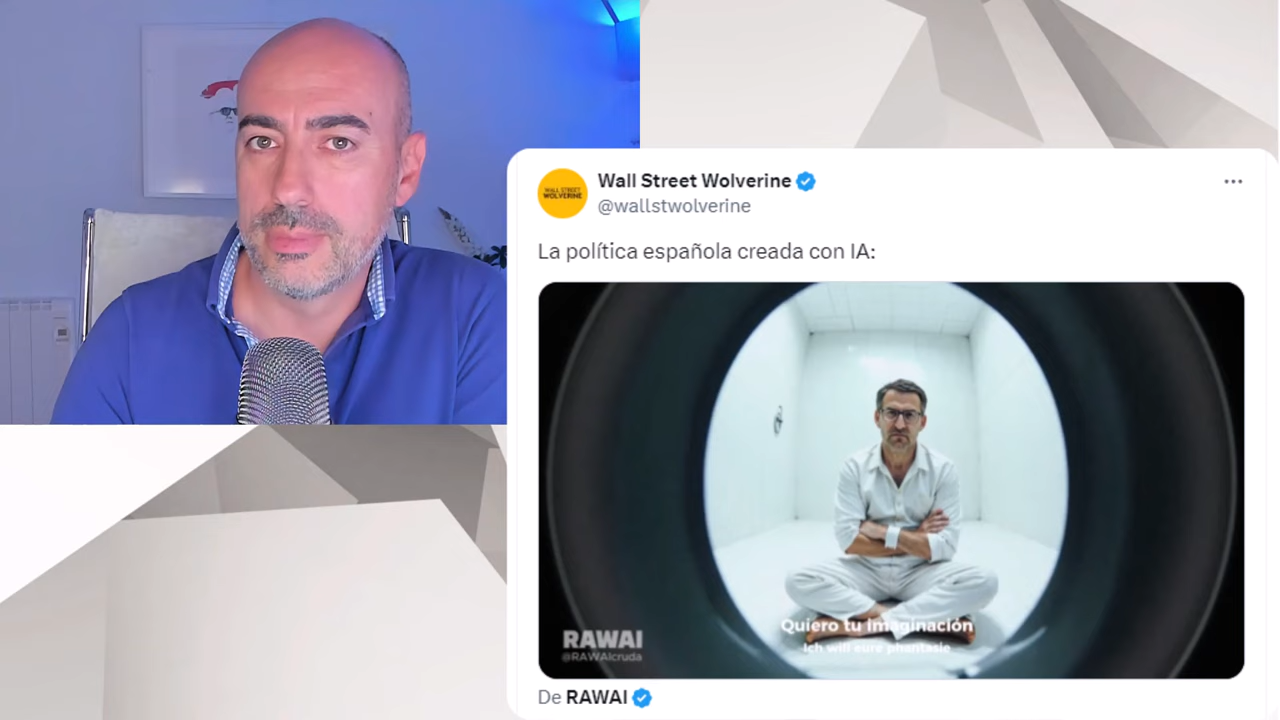 Wall Street Wolverine
@wallstwolverine
WALL STREET
WOLVERINE
La política española creada con IA:
Quiero tu imaginación
Ich will eure phantasie
RAWAI
@RAWAIcruda
De RAWAI